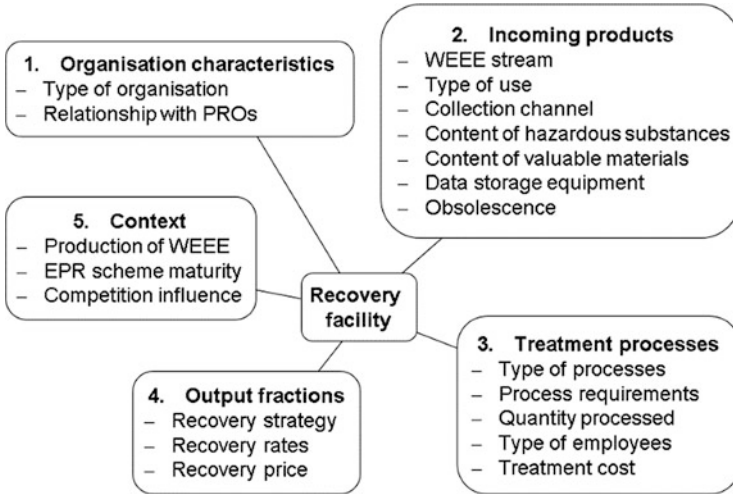 1. Organisation characteristics
– Type of organisation
– Relationship with PROs
2. Incoming products
– WEEE stream
– Type of use
– Collection channel
– Content of hazardous substances
– Content of valuable materials
– Data storage equipment
– Obsolescence
5. Context
– Production of WEEE
– EPR scheme maturity
– Competition influence
Recovery
facility
3. Treatment processes
– Type of processes
– Process requirements
– Quantity processed
– Type of employees
– Treatment cost
4. Output fractions
– Recovery strategy
– Recovery rates
– Recovery price